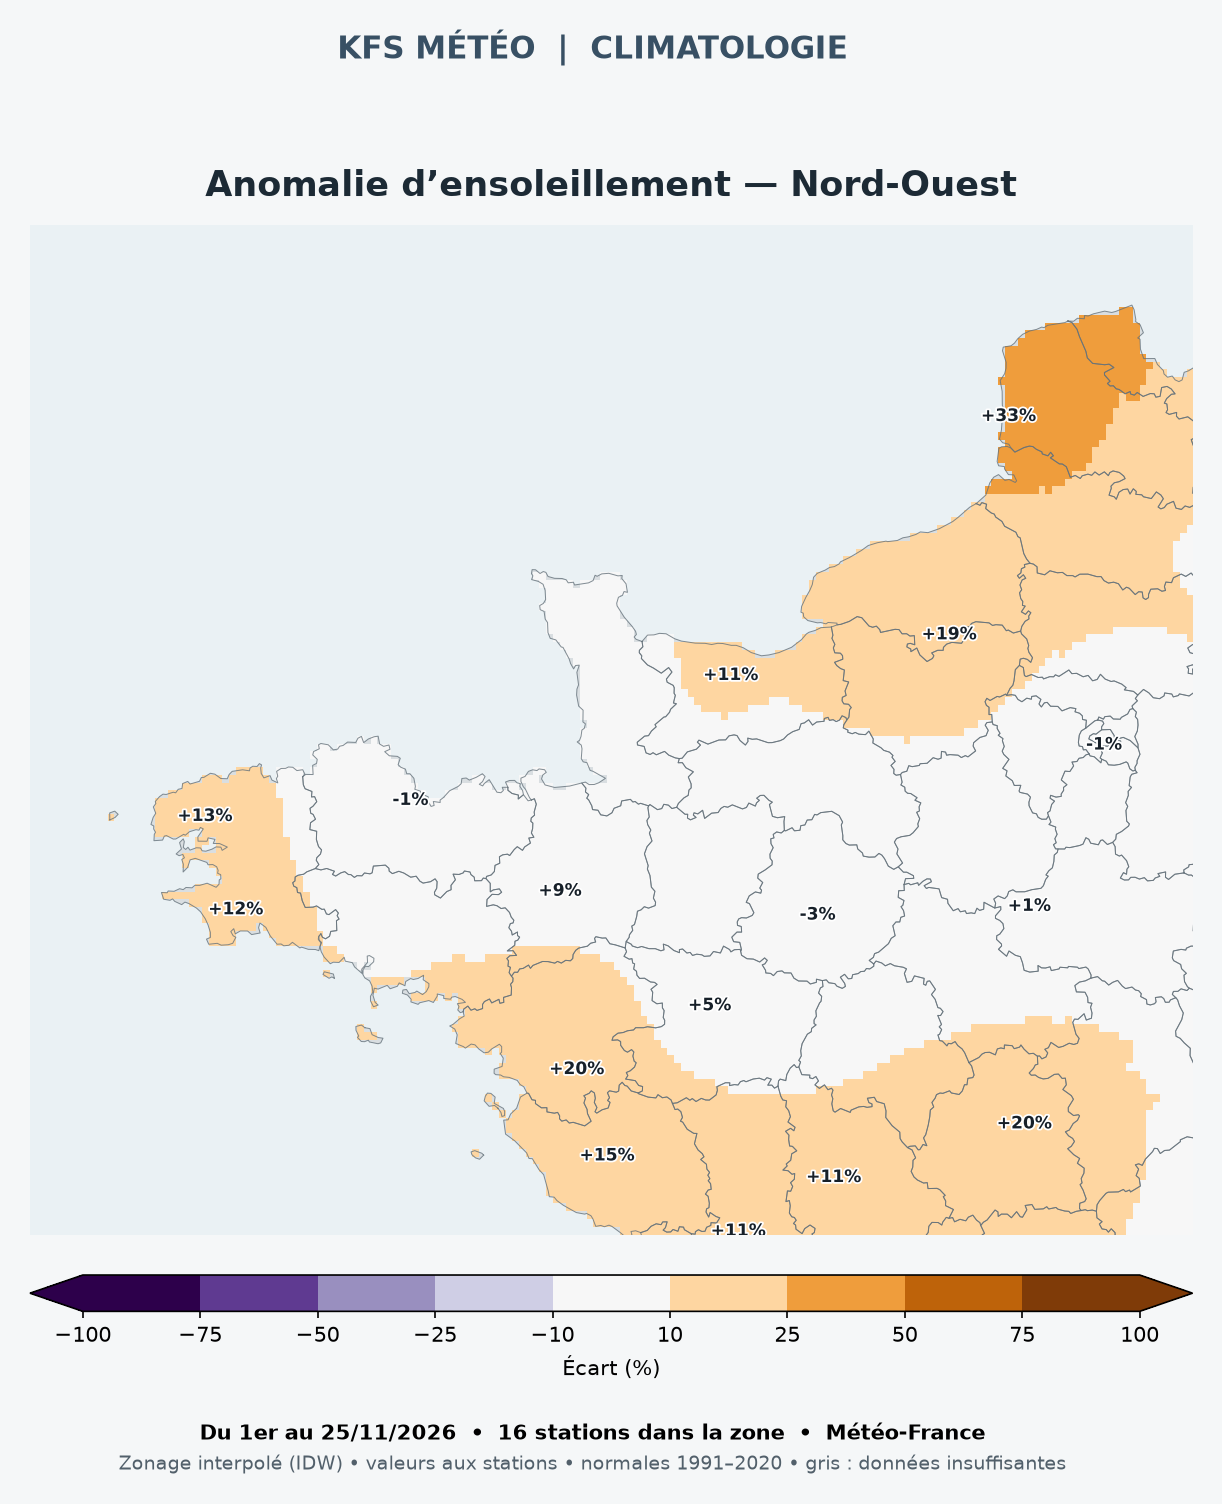 KFS MÉTÉO | CLIMATOLOGIE
Anomalie d’ensoleillement — Nord-Ouest
+33%
+19%
+11%
-1%
-1%
+13%
+9%
+1%
+12%
-3%
+5%
+20%
+20%
+15%
+11%
+11%
−100 −75 −50 −25 −10 10 25 50 75 100
Écart (%)
Du 1er au 25/11/2026 • 16 stations dans la zone • Météo-France
Zonage interpolé (IDW) • valeurs aux stations • normales 1991–2020 • gris : données insuffisantes